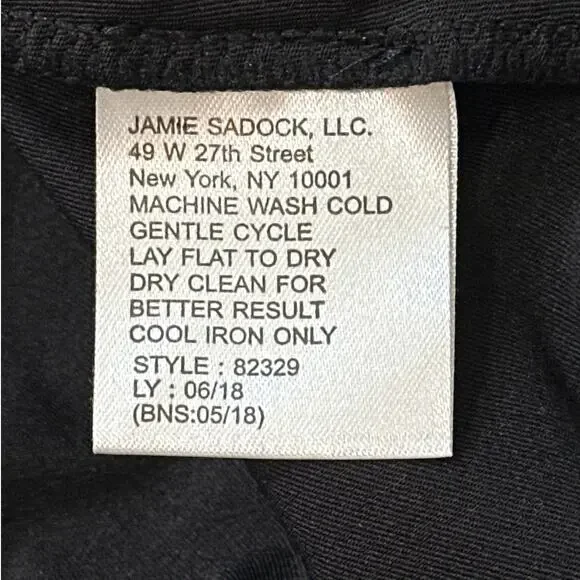 JAMIE SADOCK, LLC.
49 W 27th Street
New York, NY 10001
MACHINE WASH COLD
GENTLE CYCLE
LAY FLAT TO DRY
DRY CLEAN FOR
BETTER RESULT
COOL IRON ONLY
STYLE : 82329
LY : 06/18
(BNS:05/18)